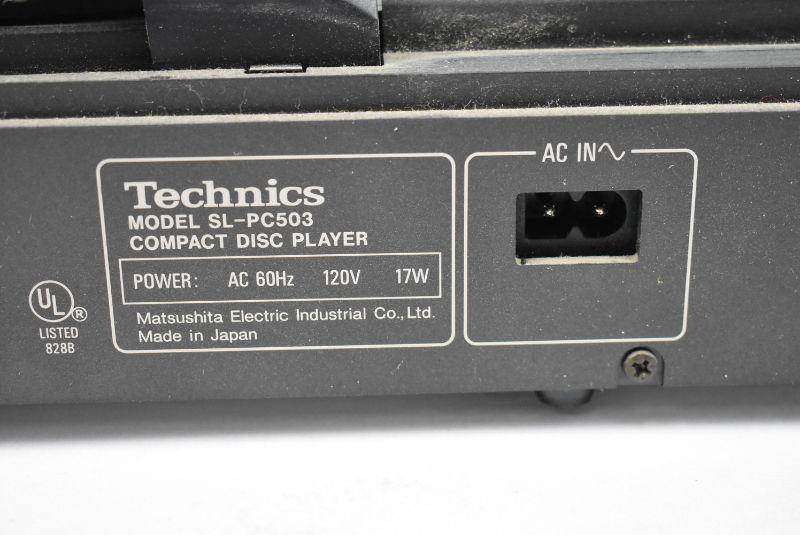 Technics
MODEL SL-PC503
COMPACT DISC PLAYER
POWER: AC 60Hz 120V 17W
Matsushita Electric Industrial Co., Ltd.
Made in Japan
AC IN
UL ®
LISTED
828B